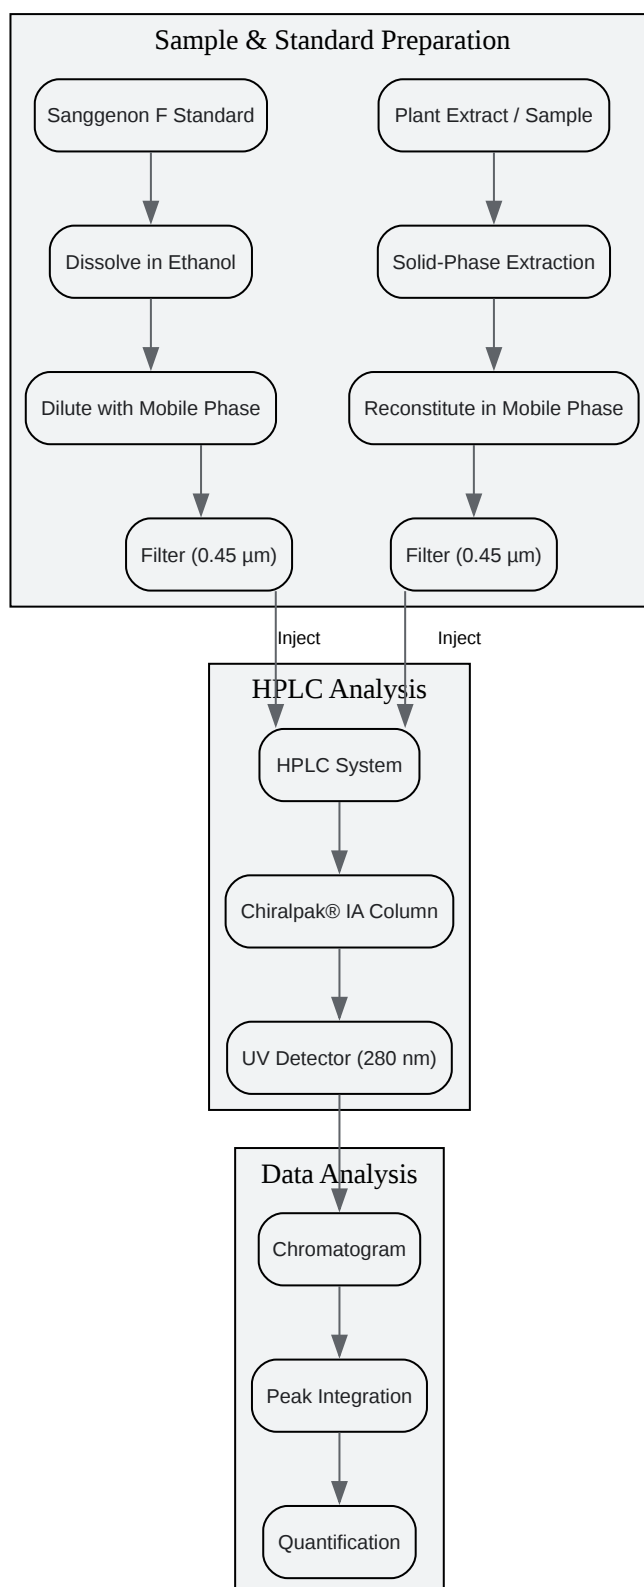 Sample & Standard Preparation
Sanggenon F Standard
Plant Extract / Sample
Dissolve in Ethanol
Solid-Phase Extraction
Dilute with Mobile Phase
Reconstitute in Mobile Phase
Filter (0.45 µm)
Filter (0.45 µm)
Inject
Inject
HPLC Analysis
HPLC System
Chiralpak® IA Column
UV Detector (280 nm)
Data Analysis
Chromatogram
Peak Integration
Quantification